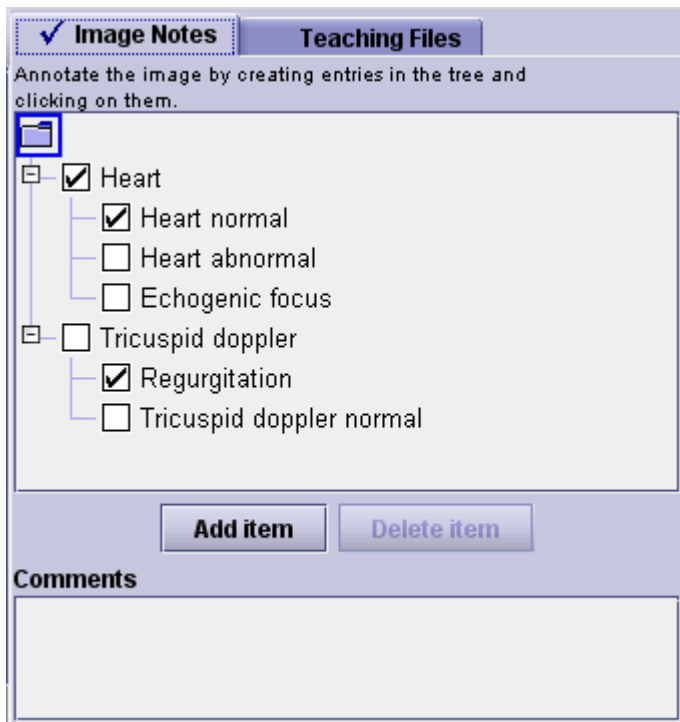 Image Notes
Teaching Files
Annotate the image by creating entries in the tree and
clicking on them.
Heart
Heart normal
Heart abnormal
Echogenic focus
Tricuspid doppler
Regurgitation
Tricuspid doppler normal
Add item
Delete item
Comments